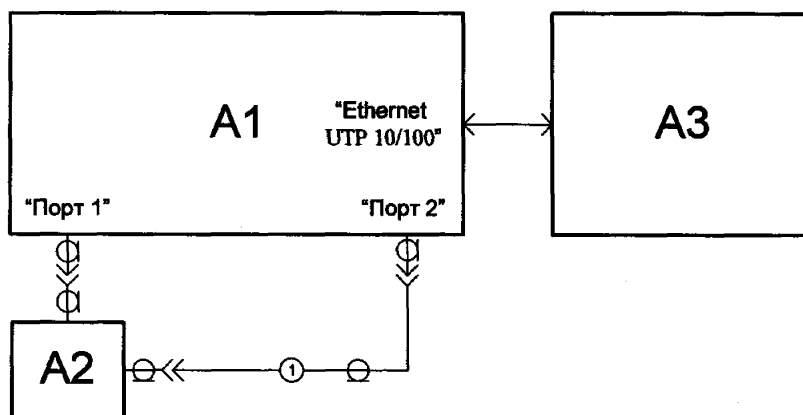 A1
A3
“Ethernet
UTP 10/100”
“Порт 1”
“Порт 2”
A2
1